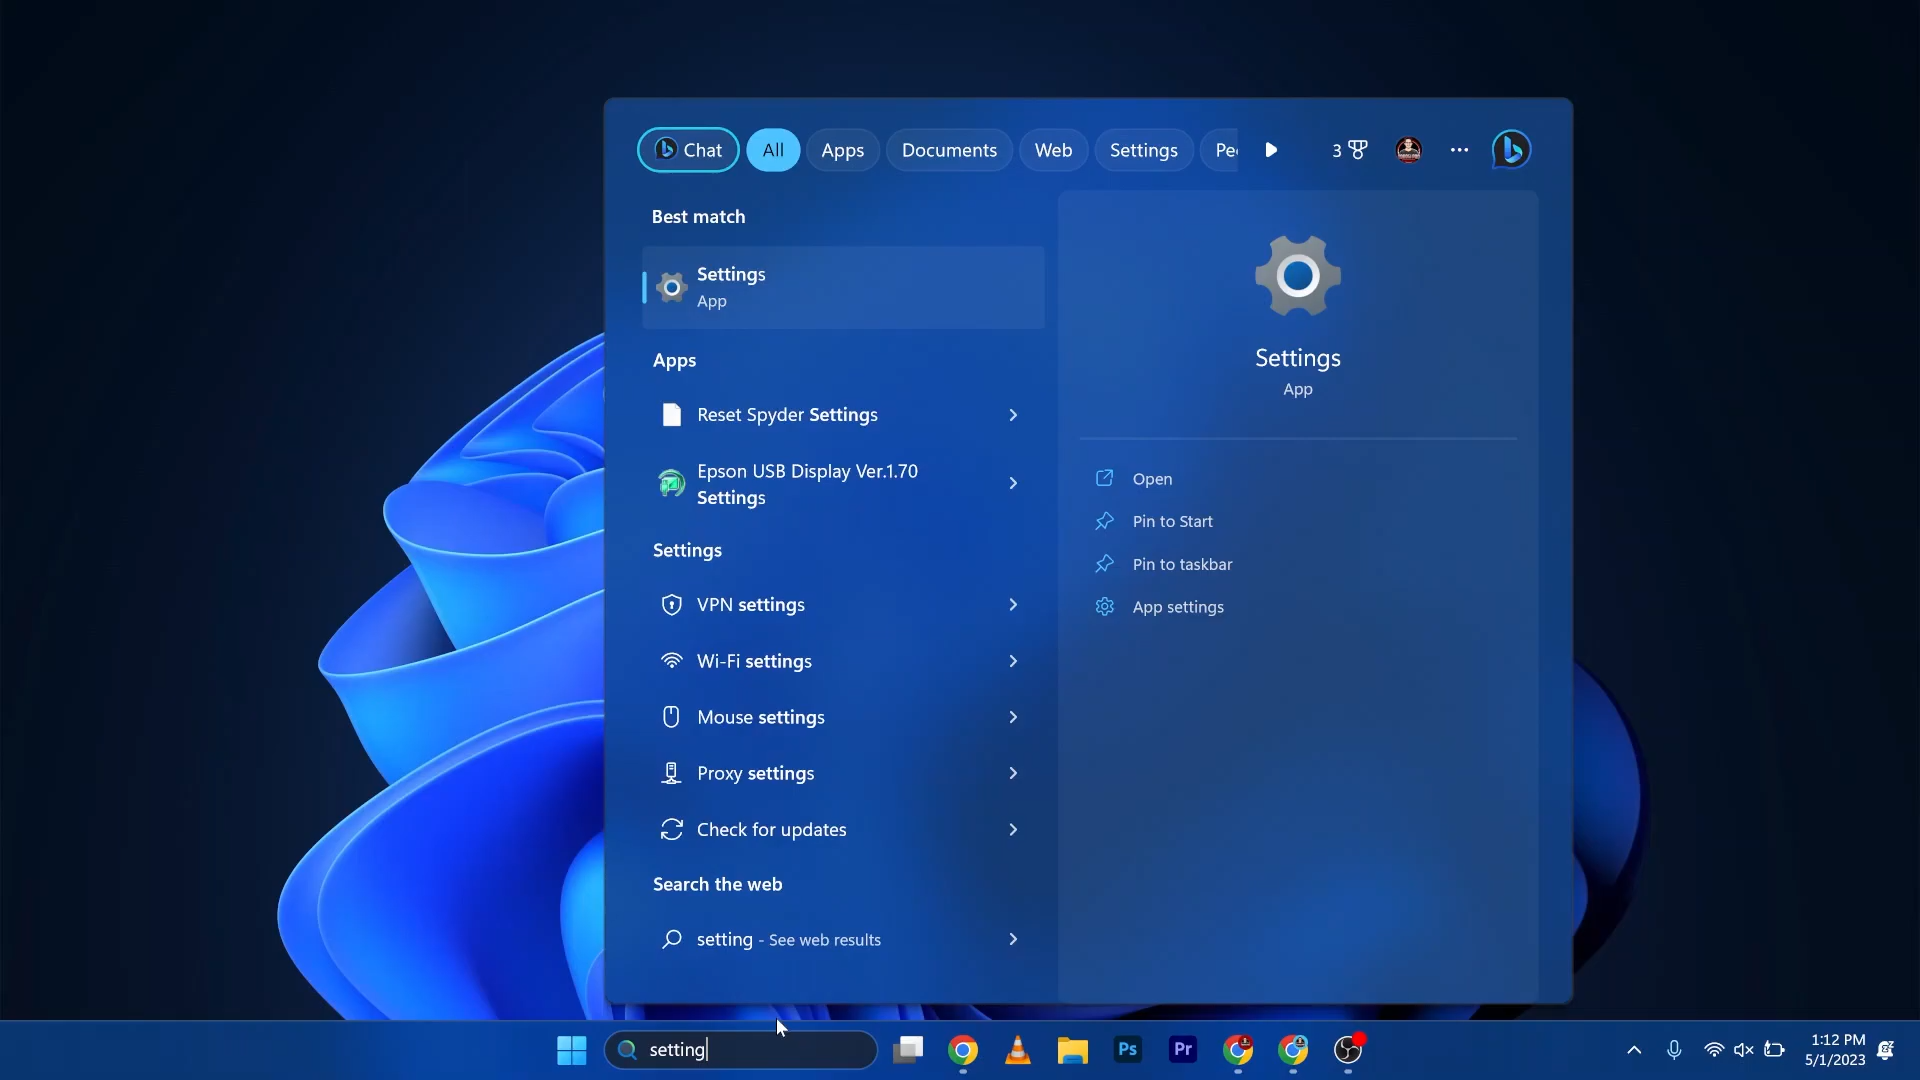 Chat
All
Apps
Documents
Web
Settings
Pe
3
Best match
Settings
App
Apps
Reset Spyder Settings
Epson USB Display Ver.1.70
Settings
Settings
VPN settings
Wi-Fi settings
Mouse settings
Proxy settings
Check for updates
Search the web
setting - See web results
Settings
App
Open
Pin to Start
Pin to taskbar
App settings
setting
Ps
Pr
1:12 PM
5/1/2023